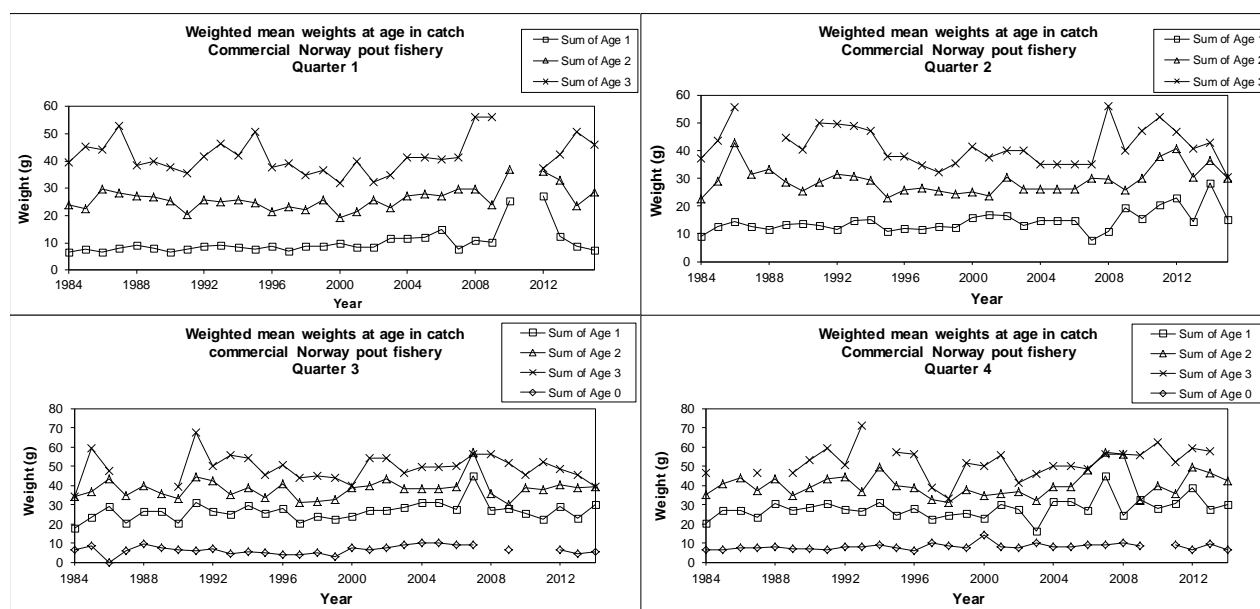 Weighted mean weights at age in catch
Commercial Norway pout fishery
Quarter 1
Sum of Age 1
Sum of Age 2
Sum of Age 3
Weight (g)
60
50
40
30
20
10
0
1984 1988 1992 1996 2000 2004 2008 2012
Year
Weighted mean weights at age in catch
Commercial Norway pout fishery
Quarter 2
Sum of Age 1
Sum of Age 2
Sum of Age 3
Weight (g)
60
50
40
30
20
10
0
1984 1988 1992 1996 2000 2004 2008 2012
Year
Weighted mean weights at age in catch
commercial Norway pout fishery
Quarter 3
Sum of Age 1
Sum of Age 2
Sum of Age 3
Sum of Age 0
Weight (g)
80
70
60
50
40
30
20
10
0
1984 1988 1992 1996 2000 2004 2008 2012
Year
Weighted mean weights at age in catch
Commercial Norway pout fishery
Quarter 4
Sum of Age 1
Sum of Age 2
Sum of Age 3
Sum of Age 0
Weight (g)
80
70
60
50
40
30
20
10
0
1984 1988 1992 1996 2000 2004 2008 2012
Year